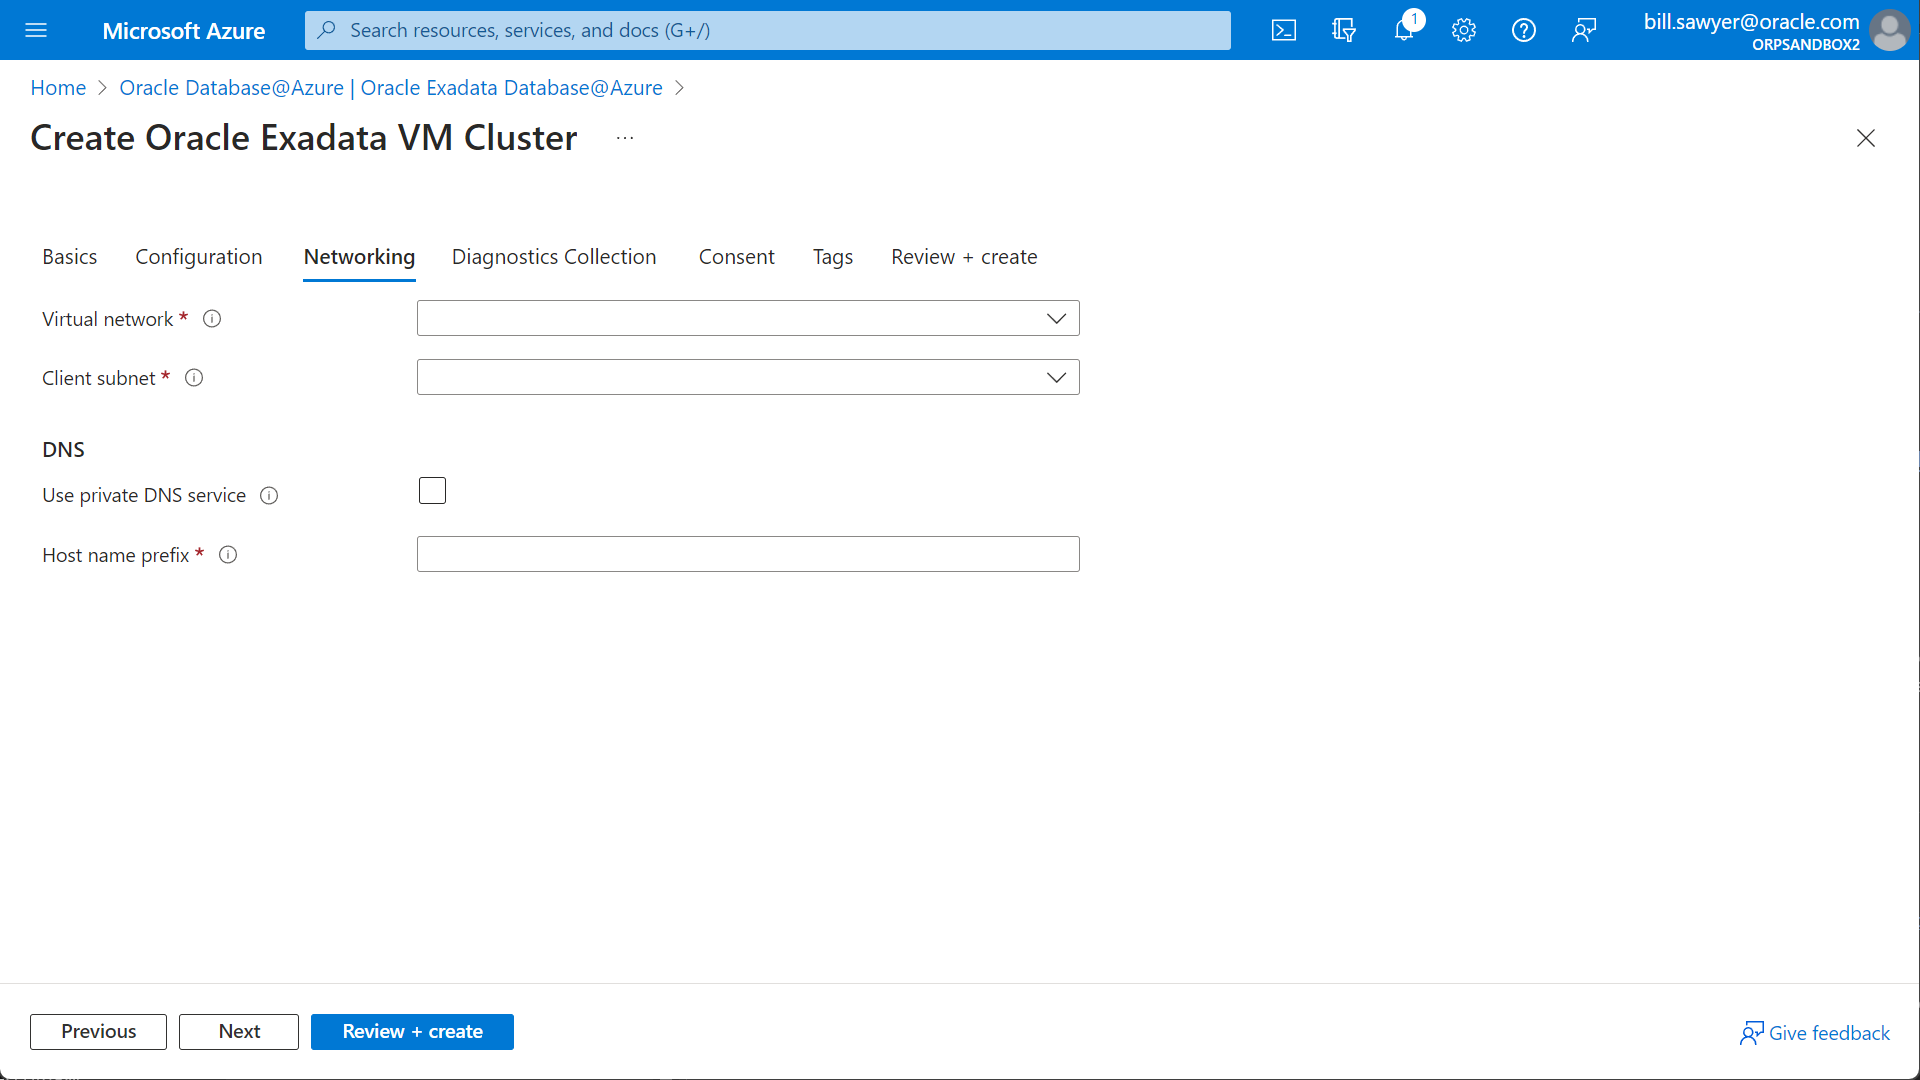 Microsoft Azure
Search resources, services, and docs (G+/)
1
bill.sawyer@oracle.com
ORPSANDBOX2
Home > Oracle Database@Azure | Oracle Exadata Database@Azure >
Create Oracle Exadata VM Cluster ...
Basics Configuration Networking Diagnostics Collection Consent Tags Review + create
Virtual network *
Client subnet *
DNS
Use private DNS service
Host name prefix *
Previous Next Review + create Give feedback